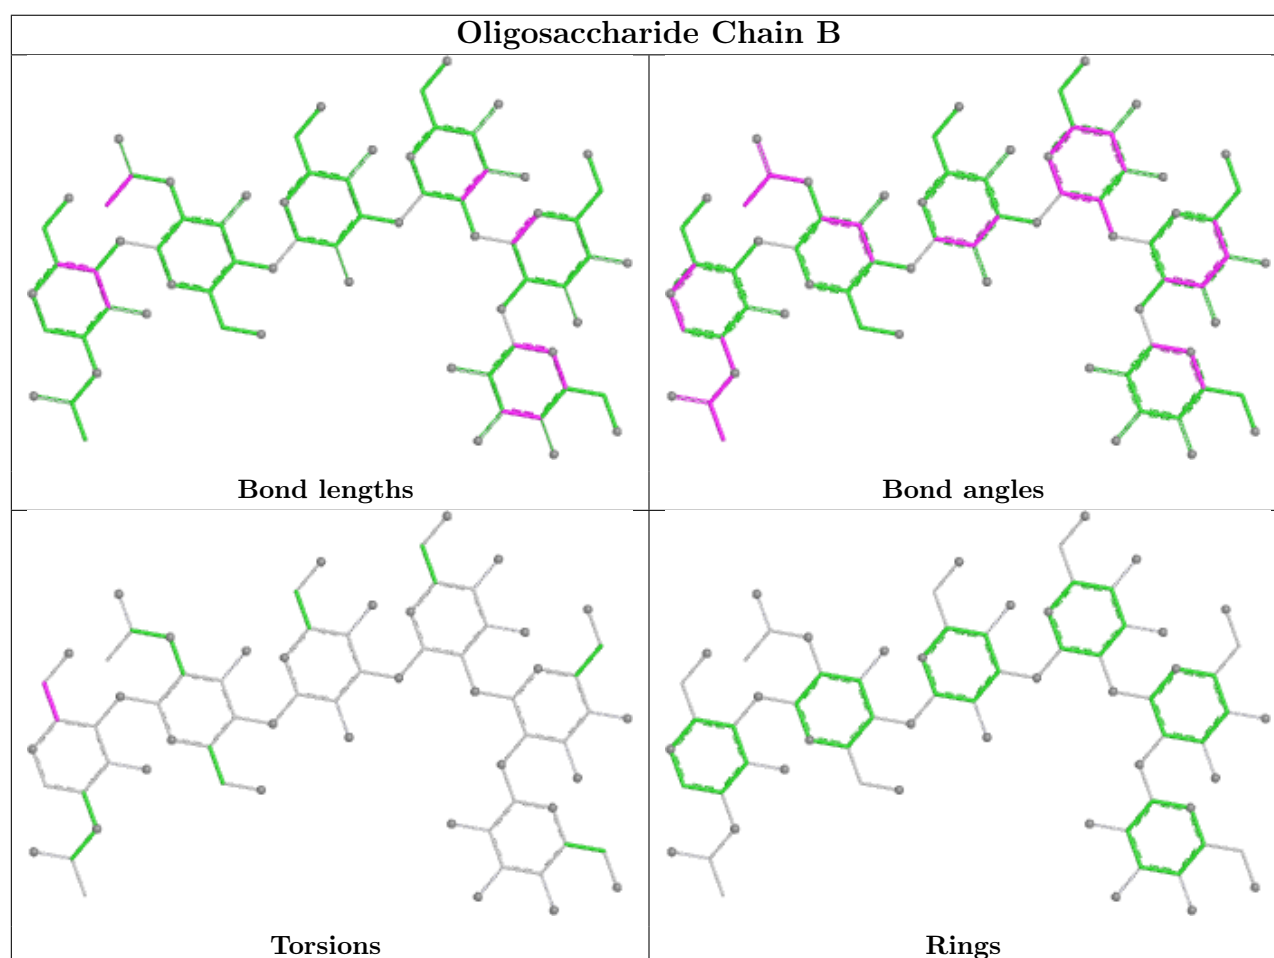 Oligosaccharide Chain B
Bond lengths
Bond angles
Torsions
Rings